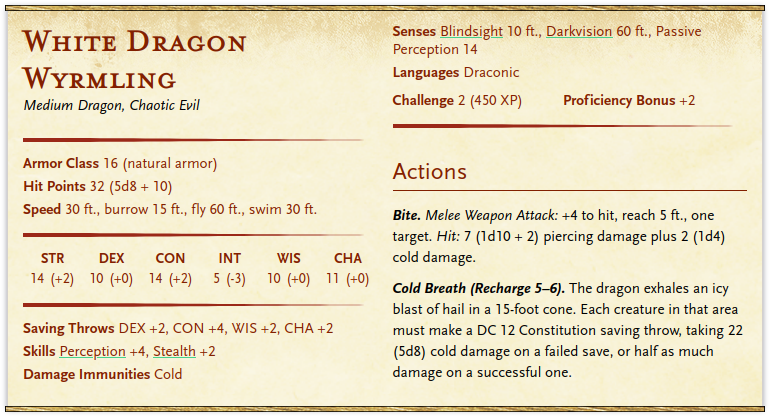 White Dragon
Wyrmling
Medium Dragon, Chaotic Evil
Armor Class 16 (natural armor)
Hit Points 32 (5d8 + 10)
Speed 30 ft., burrow 15 ft., fly 60 ft., swim 30 ft.
STR DEX CON INT WIS CHA
14 (+2) 10 (+0) 14 (+2) 5 (-3) 10 (+0) 11 (+0)
Saving Throws DEX +2, CON +4, WIS +2, CHA +2
Skills Perception +4, Stealth +2
Damage Immunities Cold
Senses Blindsight 10 ft., Darkvision 60 ft., Passive
Perception 14
Languages Draconic
Challenge 2 (450 XP) Proficiency Bonus +2
Actions
Bite. Melee Weapon Attack: +4 to hit, reach 5 ft., one
target. Hit: 7 (1d10 + 2) piercing damage plus 2 (1d4)
cold damage.
Cold Breath (Recharge 5–6). The dragon exhales an icy
blast of hail in a 15-foot cone. Each creature in that area
must make a DC 12 Constitution saving throw, taking 22
(5d8) cold damage on a failed save, or half as much
damage on a successful one.